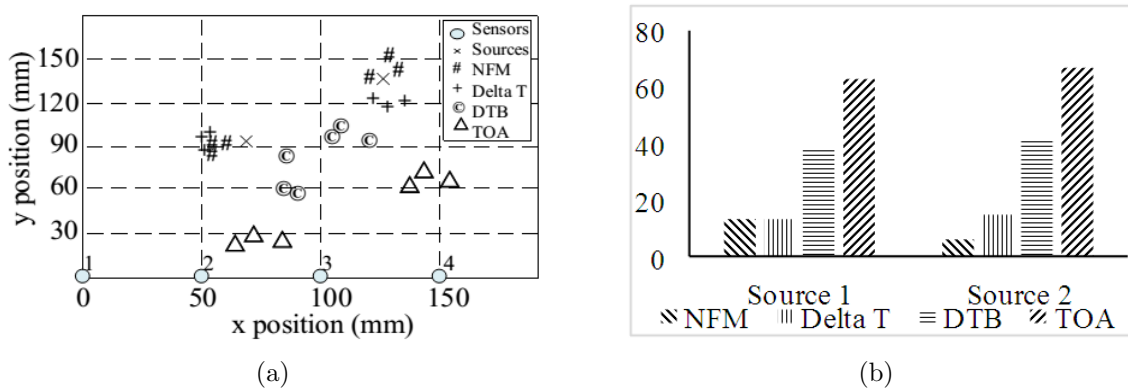 150
120
90
60
30
y position (mm)
Sensors
Sources
NFM
Delta T
DTB
TOA
1 2 3 4
0 50 100 150
x position (mm)
(a)
80
60
40
20
0
Source 1 Source 2
NFM Delta T DTB TOA
(b)